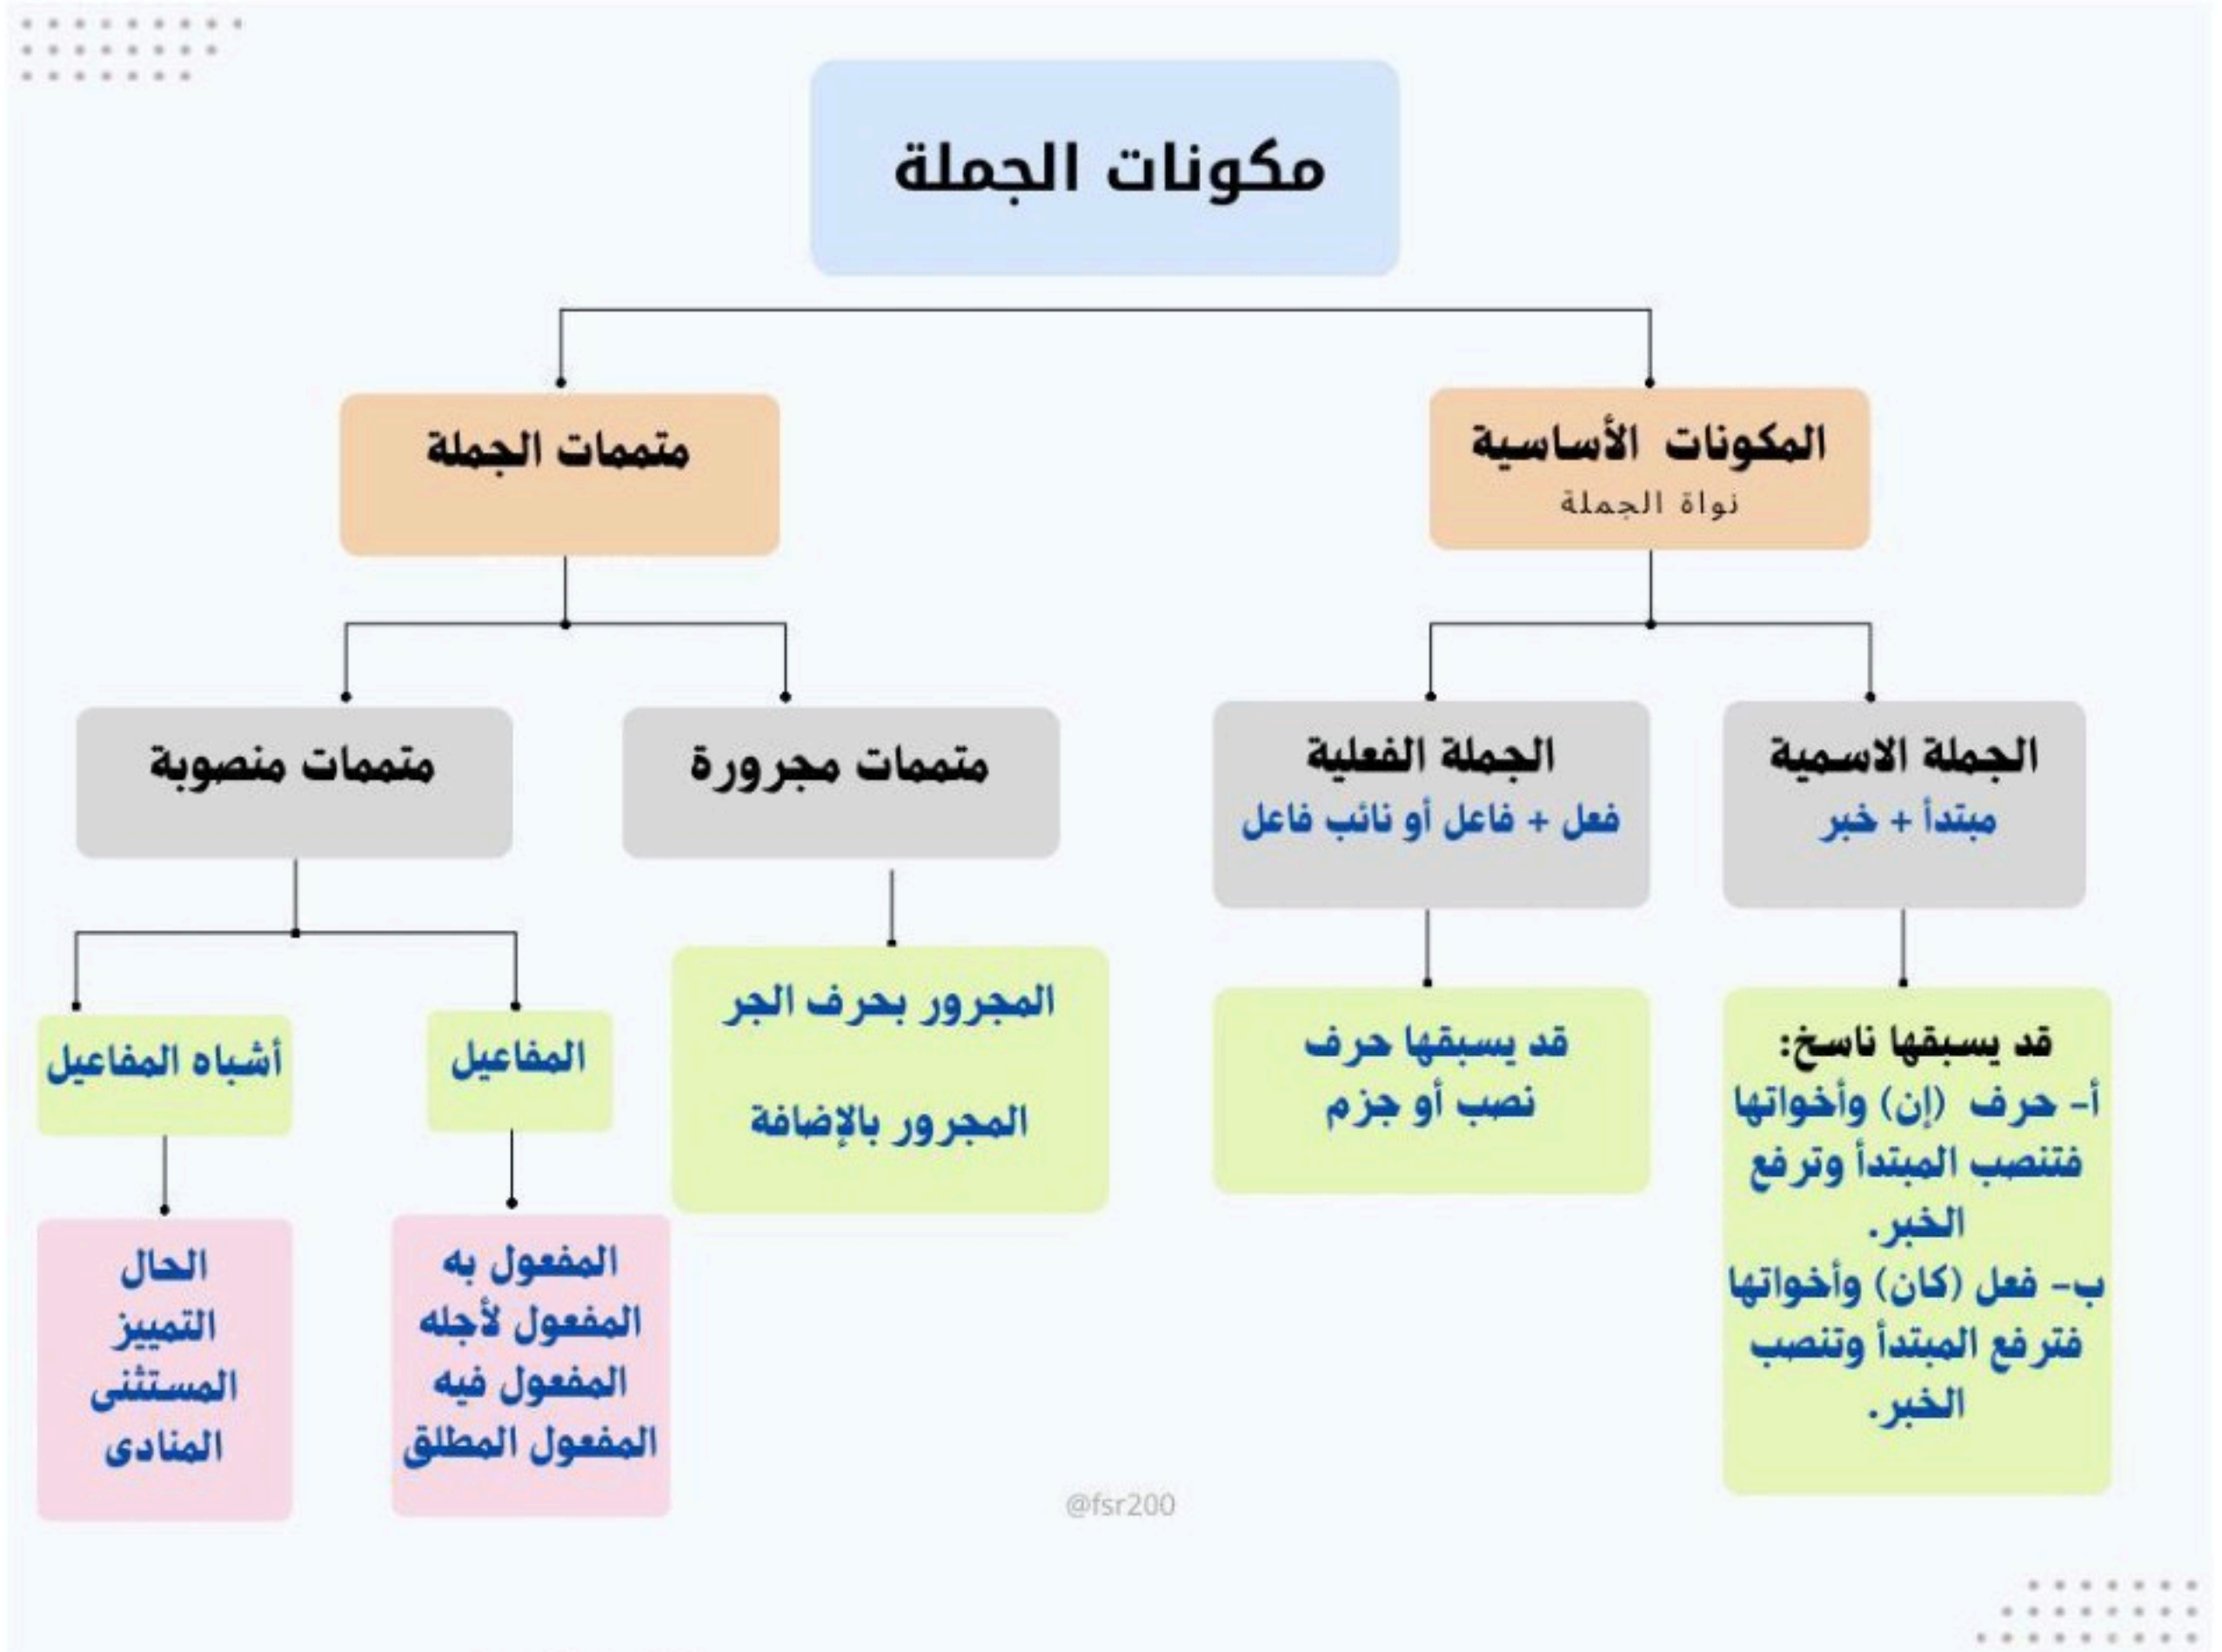 مكونات الجملة
المكونات الأساسية
نواة الجملة
الجملة الاسمية
مبتدأ + خبر
قد يسبقها ناسخ:
أ- حرف (إن) وأخواتها
فتنصب المبتدأ وترفع
الخبر.
ب- فعل (كان) وأخواتها
فترفع المبتدأ وتنصب
الخبر.
الجملة الفعلية
فعل + فاعل أو نائب فاعل
قد يسبقها حرف
نصب أو جزم
متممات الجملة
متممات مجرورة
المجرور بحرف الجر
المجرور بالإضافة
متممات منصوبة
المفاعيل
المفعول به
المفعول لأجله
المفعول فيه
المفعول المطلق
أشباه المفاعيل
الحال
التمييز
المستثنى
المنادى
@fsr200